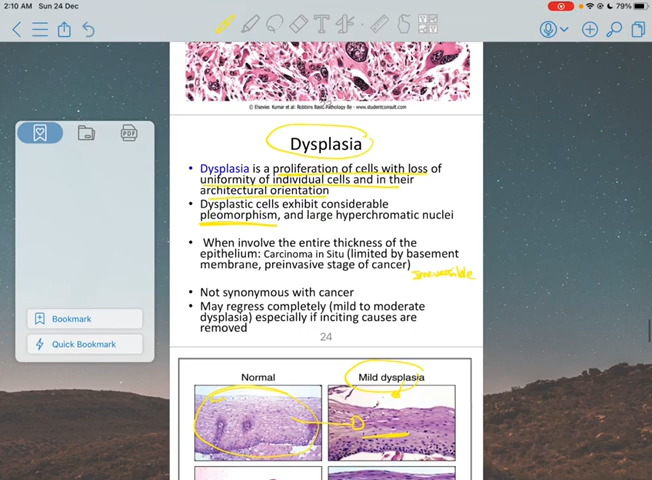 2:10 AM Sun 24 Dec
79%
PDF
T
© Elsevier. Kumar et al: Robbins Basic Pathology 8e - www.studentconsult.com
Dysplasia
• Dysplasia is a proliferation of cells with loss of
uniformity of individual cells and in their
architectural orientation
• Dysplastic cells exhibit considerable
pleomorphism, and large hyperchromatic nuclei
• When involve the entire thickness of the
epithelium: Carcinoma in Situ (limited by basement
membrane, preinvasive stage of cancer)
• Not synonymous with cancer
• May regress completely (mild to moderate
dysplasia) especially if inciting causes are
removed
24
Bookmark
Quick Bookmark
Normal
Mild dysplasia